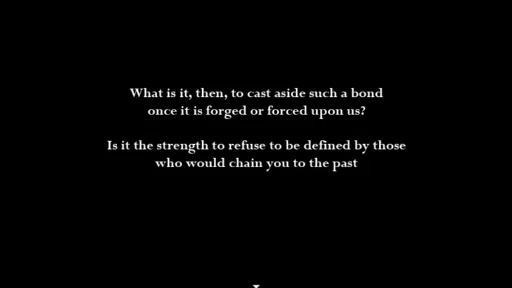 What is it, then, to cast aside such a bond
once it is forged or forced upon us?
Is it the strength to refuse to be defined by those
who would chain you to the past